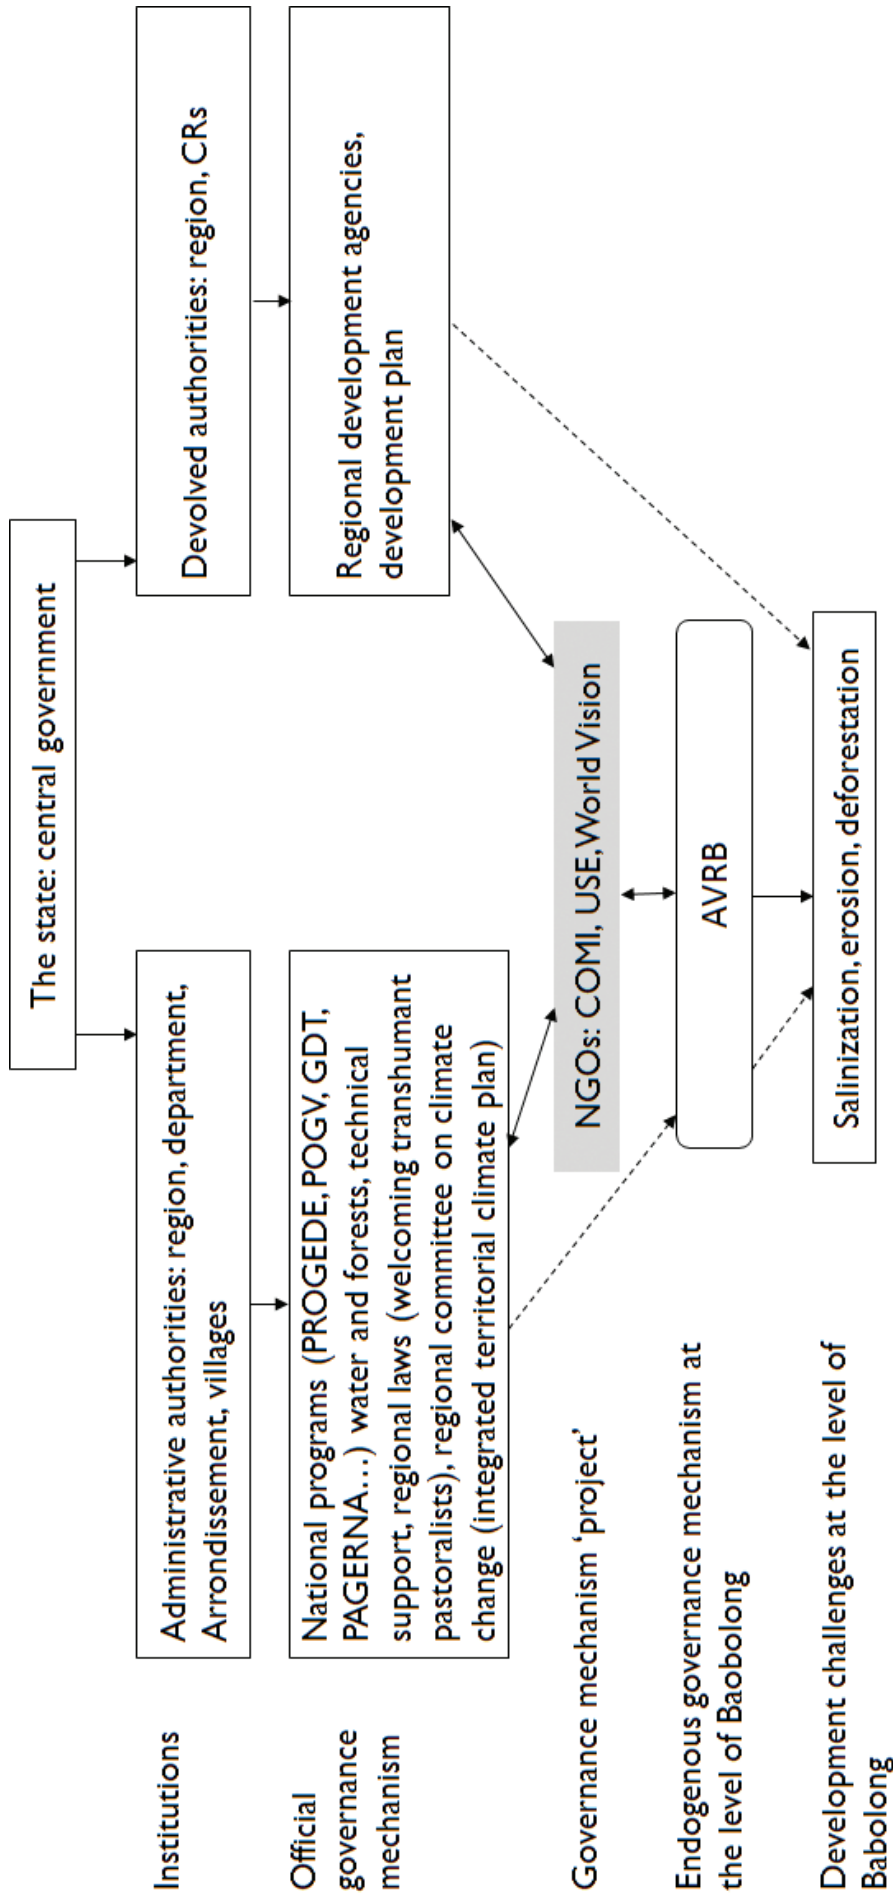 The state: central government
Institutions
Administrative authorities: region, department,
Arrondissement, villages
Devolved authorities: region, CRs
Official
governance
mechanism
National programs (PROGEDE, POGV, GDT,
PAGERNA…) water and forests, technical
support, regional laws (welcoming transhumant
pastoralists), regional committee on climate
change (integrated territorial climate plan)
Regional development agencies,
development plan
Governance mechanism ‘project’
NGOs: COMI, USE, World Vision
Endogenous governance mechanism at
the level of Baobolong
AVRB
Development challenges at the level of
Babolong
Salinization, erosion, deforestation